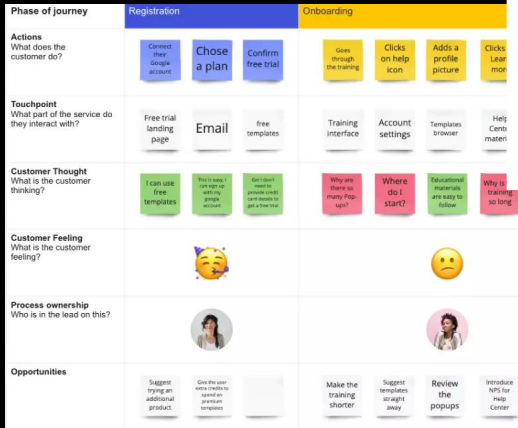 Phase of journey
Registration
Onboarding
Actions
What does the
customer do?
Connect
their
Google
account
Chose
a plan
Confirm
free trial
Goes
through
the training
Clicks
on help
icon
Adds a
profile
picture
Clicks
Lear
mor
Touchpoint
What part of the service do
they interact with?
Free trial
landing
page
Email
free
templates
Training
interface
Account
settings
Templates
browser
Help
Cente
materi
Customer Thought
What is the customer
thinking?
I can use
free
templates
This is easy, I
can sign up
with my
google
account
Get I don't
need to
provide credit
card details to
get a free trial
Why are
there so
many Pop-
ups?
Where
do I
start?
Educational
materials
are easy to
follow
Why is
training
so long
Customer Feeling
What is the customer
feeling?
Process ownership
Who is in the lead on this?
Opportunities
Suggest
trying an
additional
product
Give the user
extra credits to
spend on
premium
templates
Make the
training
shorter
Suggest
templates
straight
away
Review
the
popups
Introduce
NPS for
Help
Center